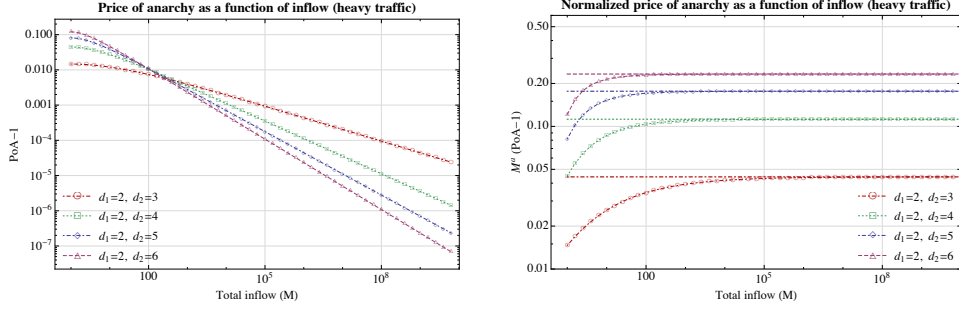 Price of anarchy as a function of inflow (heavy traffic)
0.100
0.010
0.001
10⁻⁴
10⁻⁵
10⁻⁶
10⁻⁷
PoA−1
d₁=2, d₂=3
d₁=2, d₂=4
d₁=2, d₂=5
d₁=2, d₂=6
100
10⁵
10⁸
Total inflow (M)
Normalized price of anarchy as a function of inflow (heavy traffic)
0.50
0.20
0.10
0.05
0.02
0.01
(PoA−1)
d₁=2, d₂=3
d₁=2, d₂=4
d₁=2, d₂=5
d₁=2, d₂=6
100
10⁵
10⁸
Total inflow (M)